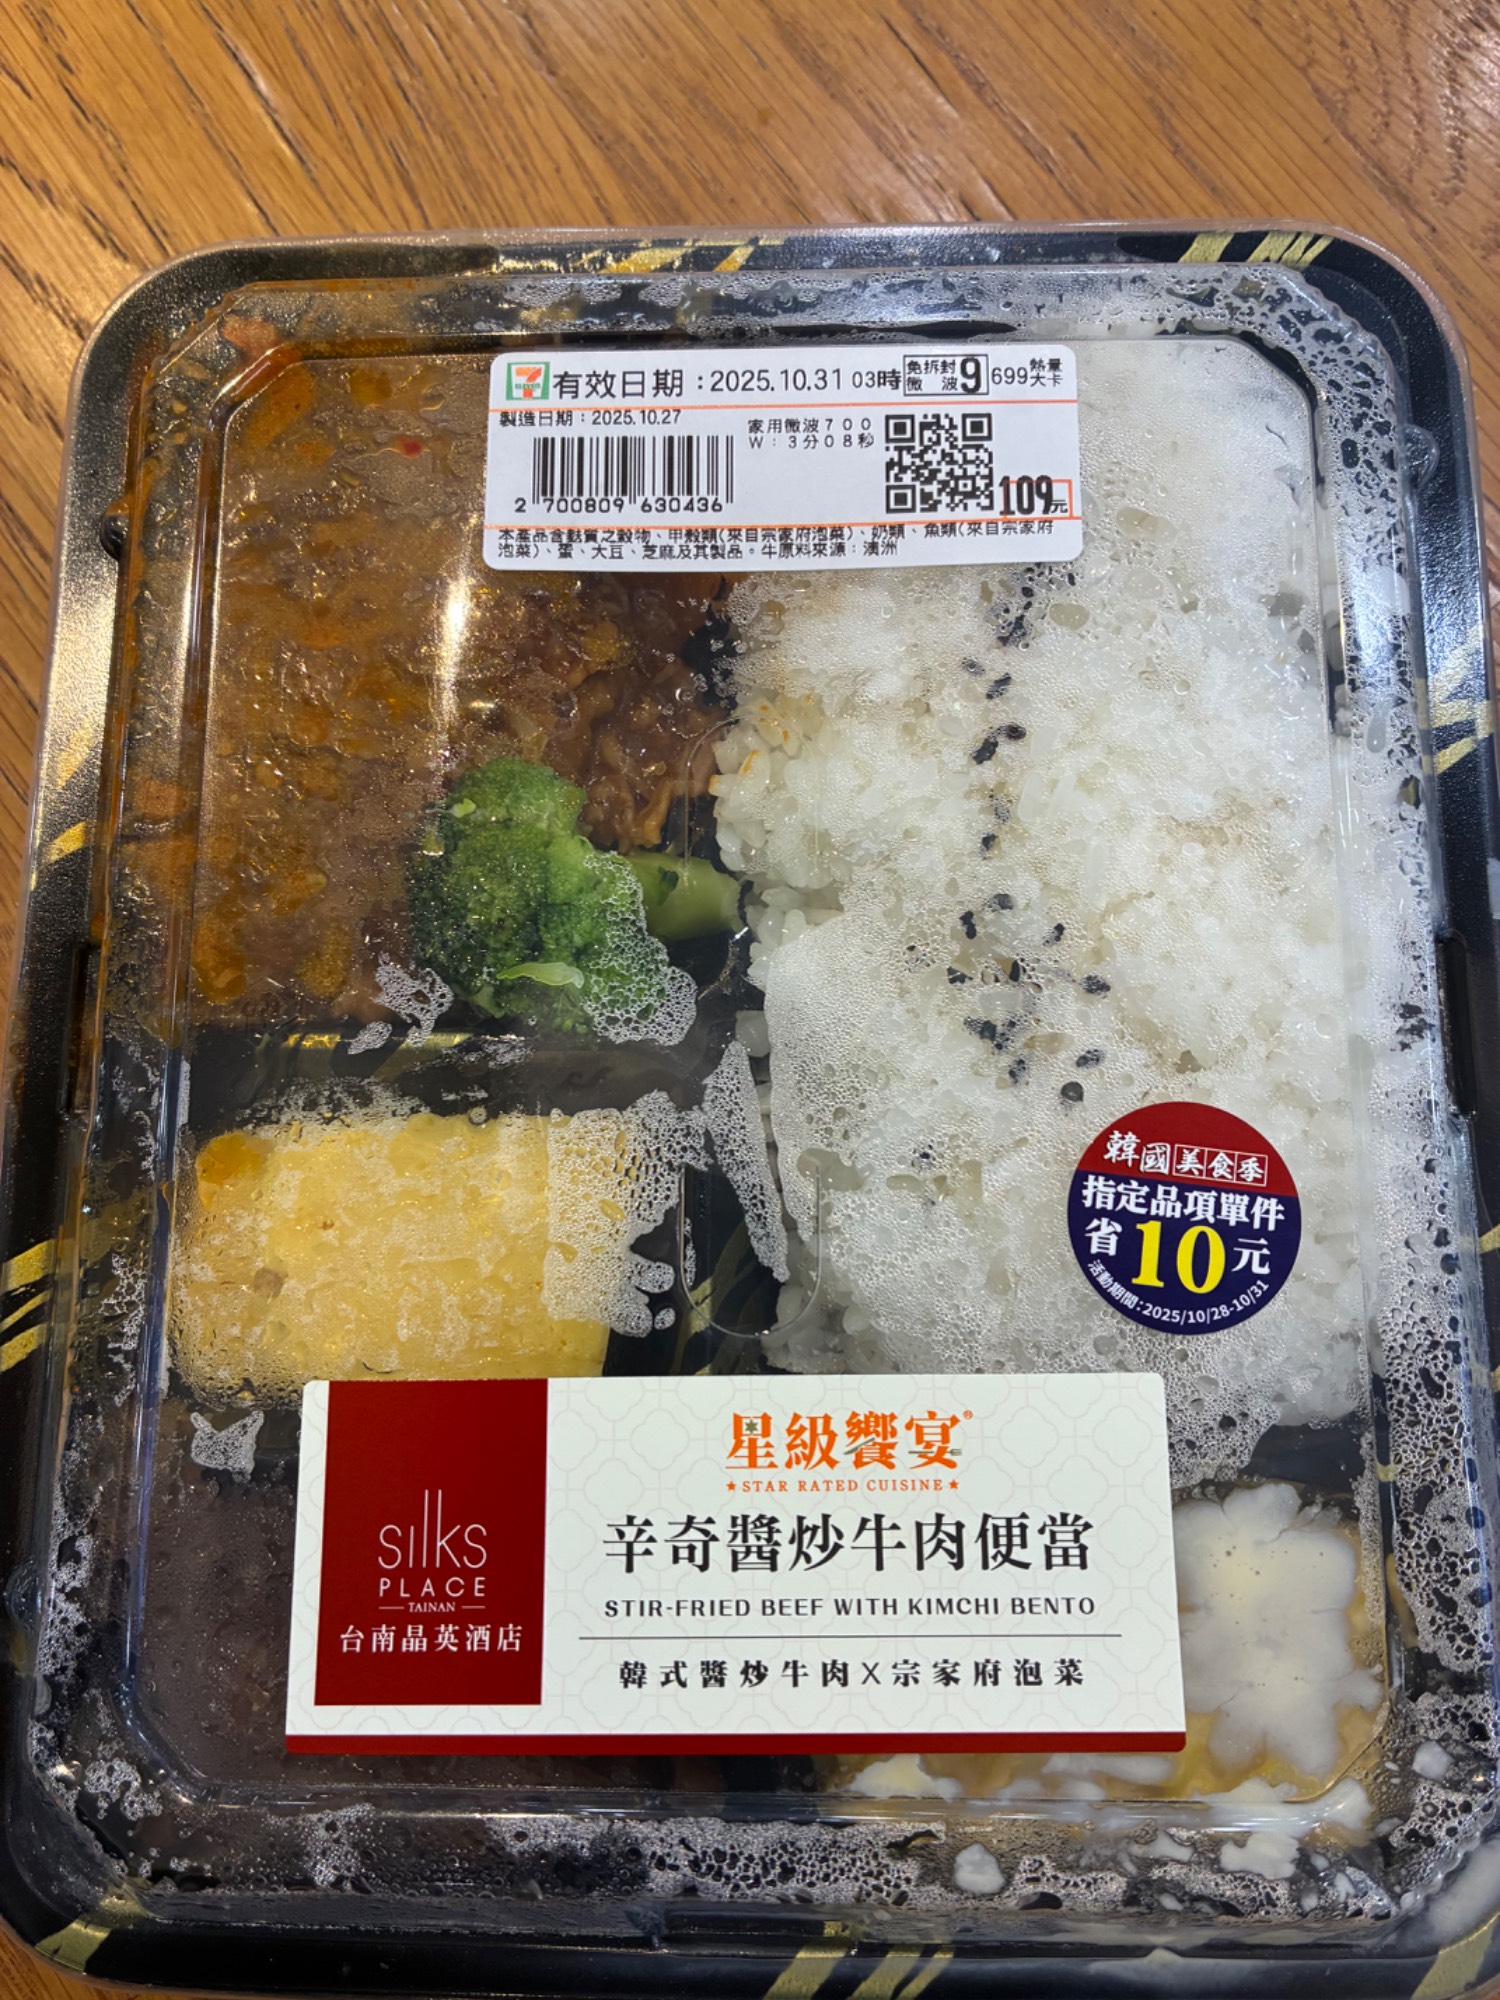 7
ELEVEN
有效日期:2025.10.31 03時
免拆封
微 波 9
699 熱量
大卡
製造日期:2025.10.27
家用微波700
W:3分08秒
2 700809 630436
109元
本產品含麩質之穀物、甲殼類(來自宗家府泡菜)、奶類、魚類(來自宗家府
泡菜)、蛋、大豆、芝麻及其製品。牛原料來源:澳洲
韓國美食季
指定品項單件
省10元
活動期間:2025/10/28-10/31
星級饗宴®
★STAR RATED CUISINE★
辛奇醬炒牛肉便當
STIR-FRIED BEEF WITH KIMCHI BENTO
韓式醬炒牛肉X宗家府泡菜
sılks
PLACE
TAINAN
台南晶英酒店